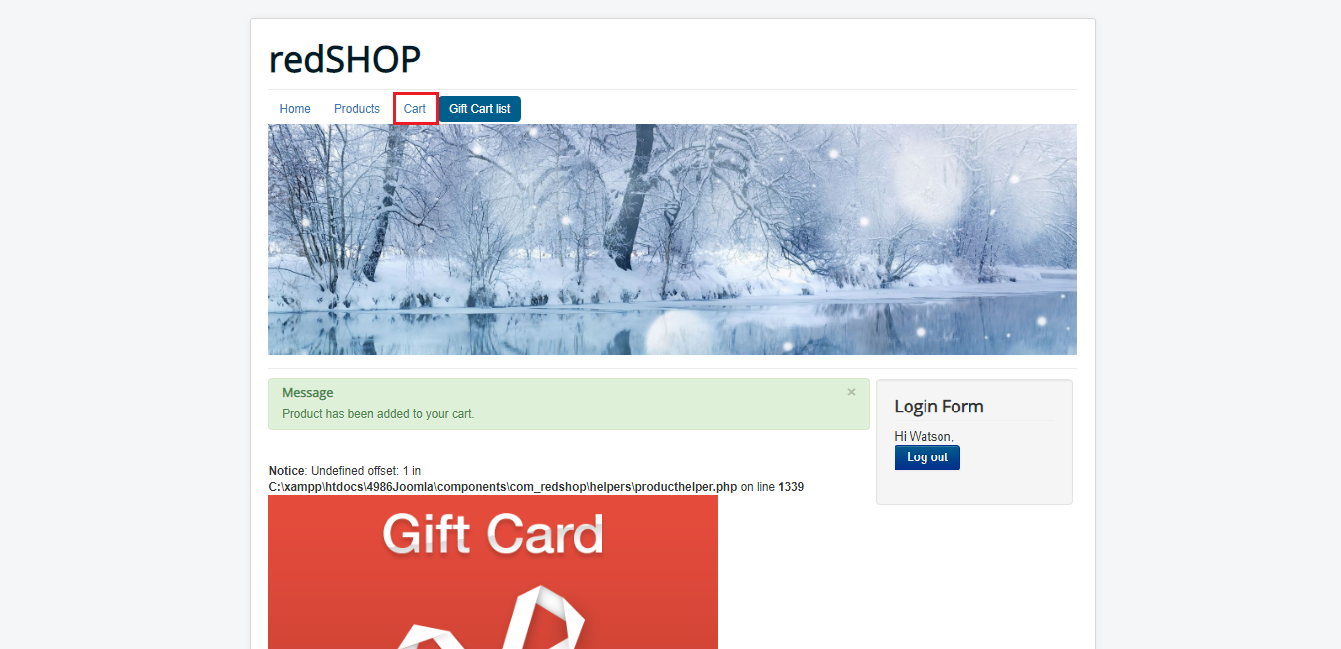 redSHOP
Home Products Cart Gift Cart list
Message ×
Product has been added to your cart.
Login Form
Hi Watson,
Log out
Notice: Undefined offset: 1 in
C:\xampp\htdocs\4986Joomla\components\com_redshop\helpers\producthelper.php on line 1339
Gift Card